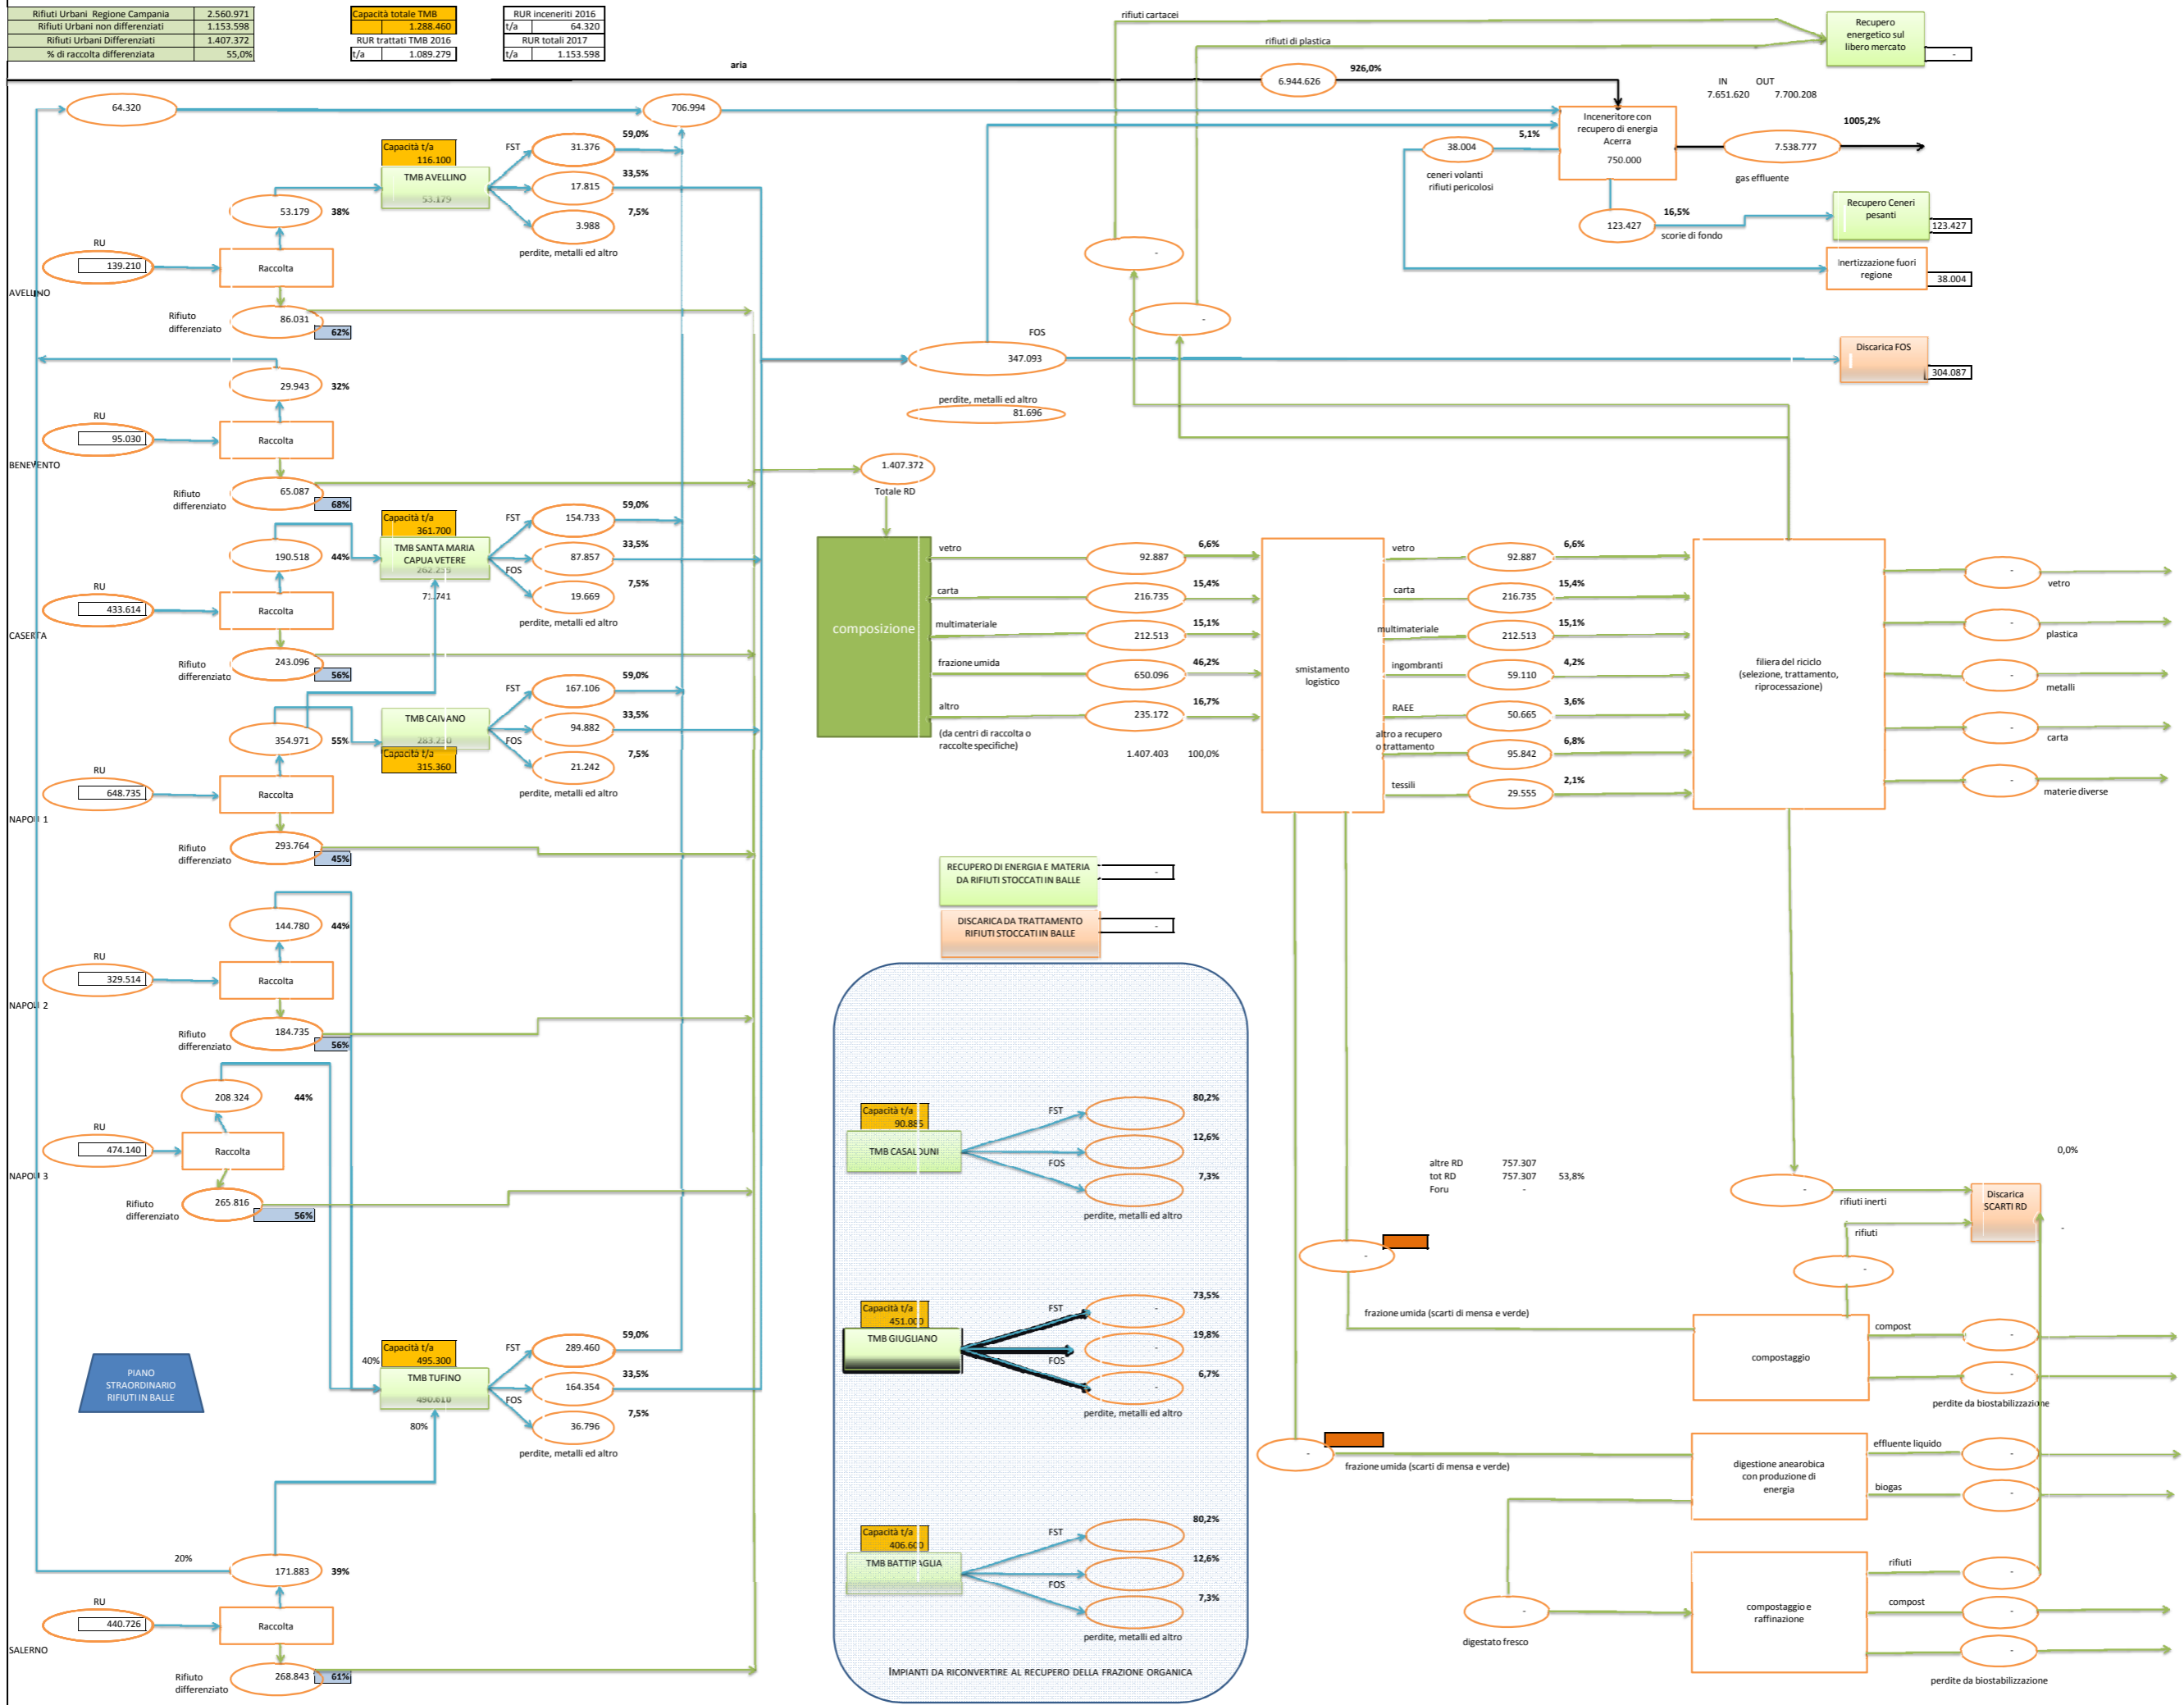 Rifiuti Urbani Regione Campania 2.560.971
Rifiuti Urbani non differenziati 1.153.598
Rifiuti Urbani Differenziati 1.407.372
% di raccolta differenziata 55,0%
Capacità totale TMB
1.288.460
RUR trattati TMB 2016
t/a 1.089.279
RUR inceneriti 2016
t/a 64.320
RUR totali 2017
t/a 1.153.598
aria
6.944.626
926,0%
rifiuti cartacei
rifiuti di plastica
Recupero
energetico sul
libero mercato
-
IN OUT
7.651.620 7.700.208
64.320
706.994
Inceneritore con
recupero di energia
Acerra
750.000
5,1%
38.004
ceneri volanti
rifiuti pericolosi
1005,2%
7.538.777
gas effluente
123.427
16,5%
scorie di fondo
Recupero Ceneri
pesanti
123.427
Inertizzazione fuori
regione
38.004
Capacità t/a
116.100
TMB AVELLINO
53.179
FST
31.376
59,0%
17.815
33,5%
3.988
7,5%
perdite, metalli ed altro
53.179
38%
RU
139.210
Raccolta
AVELLINO
Rifiuto
differenziato
86.031
62%
-
-
FOS
347.093
Discarica FOS
304.087
perdite, metalli ed altro
81.696
29.943
32%
RU
95.030
Raccolta
BENEVENTO
Rifiuto
differenziato
65.087
68%
1.407.372
Totale RD
Capacità t/a
361.700
TMB SANTA MARIA
CAPUA VETERE
262.259
71.741
FST
154.733
59,0%
87.857
33,5%
FOS
19.669
7,5%
perdite, metalli ed altro
190.518
44%
RU
433.614
Raccolta
CASERTA
Rifiuto
differenziato
243.096
56%
composizione
vetro
92.887
6,6%
carta
216.735
15,4%
multimateriale
212.513
15,1%
frazione umida
650.096
46,2%
altro
235.172
16,7%
(da centri di raccolta o
raccolte specifiche)
1.407.403 100,0%
smistamento
logistico
vetro
92.887
6,6%
carta
216.735
15,4%
multimateriale
212.513
15,1%
ingombranti
59.110
4,2%
RAEE
50.665
3,6%
altro a recupero
o trattamento
95.842
6,8%
tessili
29.555
2,1%
filiera del riciclo
(selezione, trattamento,
riprocessazione)
-
vetro
-
plastica
-
metalli
-
carta
-
materie diverse
TMB CAIVANO
283.230
Capacità t/a
315.360
FST
167.106
59,0%
94.882
33,5%
FOS
21.242
7,5%
perdite, metalli ed altro
354.971
55%
RU
648.735
Raccolta
NAPOLI 1
Rifiuto
differenziato
293.764
45%
RECUPERO DI ENERGIA E MATERIA
DA RIFIUTI STOCCATI IN BALLE
-
DISCARICA DA TRATTAMENTO
RIFIUTI STOCCATI IN BALLE
-
144.780
44%
RU
329.514
Raccolta
NAPOLI 2
Rifiuto
differenziato
184.735
56%
208.324
44%
RU
474.140
Raccolta
NAPOLI 3
Rifiuto
differenziato
265.816
56%
Capacità t/a
90.885
TMB CASALDUNI
FST
80,2%
12,6%
FOS
7,3%
perdite, metalli ed altro
altre RD 757.307
tot RD 757.307 53,8%
Foru -
0,0%
-
rifiuti inerti
Discarica
SCARTI RD
-
rifiuti
-
-
frazione umida (scarti di mensa e verde)
compostaggio
compost
-
-
perdite da biostabilizzazione
Capacità t/a
451.000
TMB GIUGLIANO
FST
-
73,5%
-
19,8%
FOS
-
6,7%
perdite, metalli ed altro
PIANO
STRAORDINARIO
RIFIUTI IN BALLE
Capacità t/a
495.300
40%
TMB TUFINO
490.610
80%
FST
289.460
59,0%
164.354
33,5%
FOS
36.796
7,5%
perdite, metalli ed altro
-
frazione umida (scarti di mensa e verde)
digestione anearobica
con produzione di
energia
effluente liquido
-
biogas
-
Capacità t/a
406.600
TMB BATTIPAGLIA
FST
80,2%
12,6%
FOS
7,3%
perdite, metalli ed altro
IMPIANTI DA RICONVERTIRE AL RECUPERO DELLA FRAZIONE ORGANICA
20%
171.883
39%
RU
440.726
Raccolta
SALERNO
Rifiuto
differenziato
268.843
61%
-
digestato fresco
compostaggio e
raffinazione
rifiuti
-
compost
-
-
perdite da biostabilizzazione